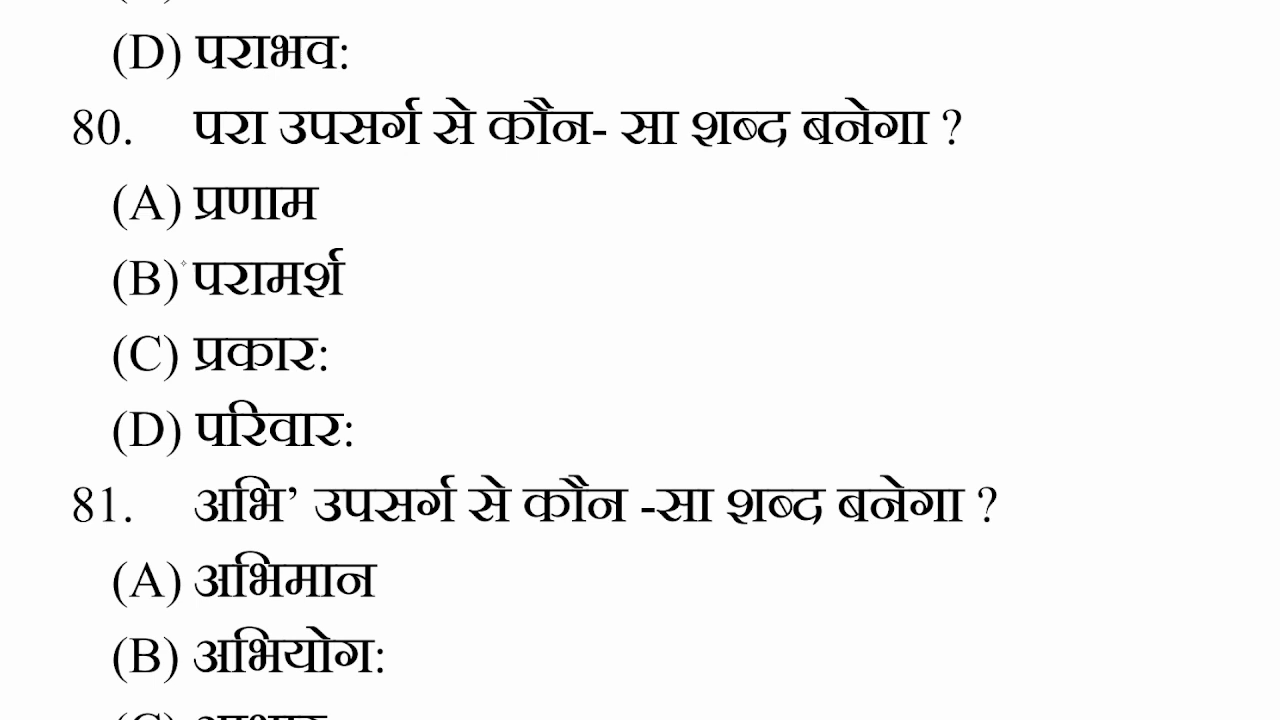 (D) पराभव:
80. परा उपसर्ग से कौन- सा शब्द बनेगा ?
(A) प्रणाम
(B) परामर्श
(C) प्रकार:
(D) परिवार:
81. अभि’ उपसर्ग से कौन -सा शब्द बनेगा ?
(A) अभिमान
(B) अभियोग: